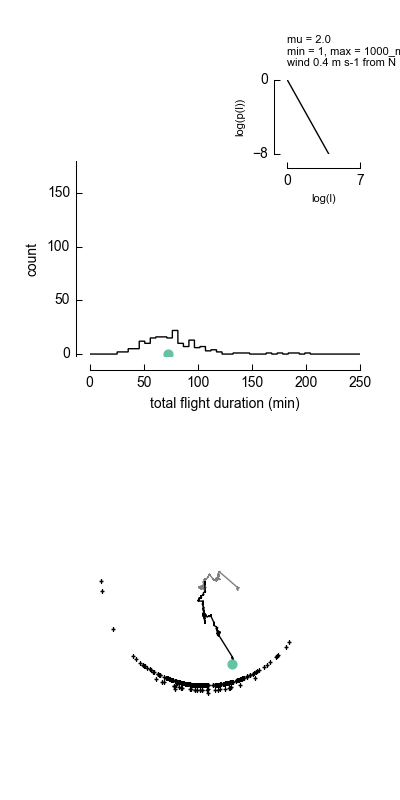 mu = 2.0
min = 1, max = 1000_m
wind 0.4 m s-1 from N
0
−8
log(p(l))
0 7
log(l)
150
100
50
0
count
0 50 100 150 200 250
total flight duration (min)